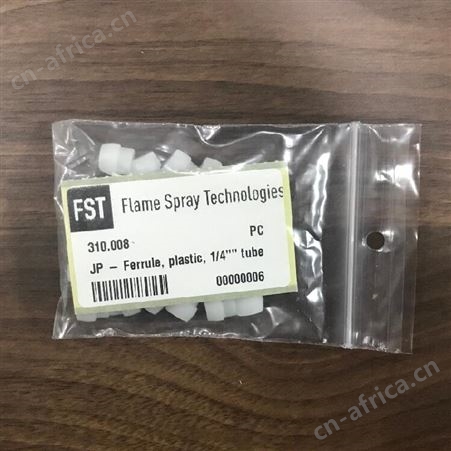 cn-africa.cn
FST Flame Spray Technologies
310.008 PC
JP - Ferrule, plastic, 1/4"" tube
00000006
cn-africa.cn